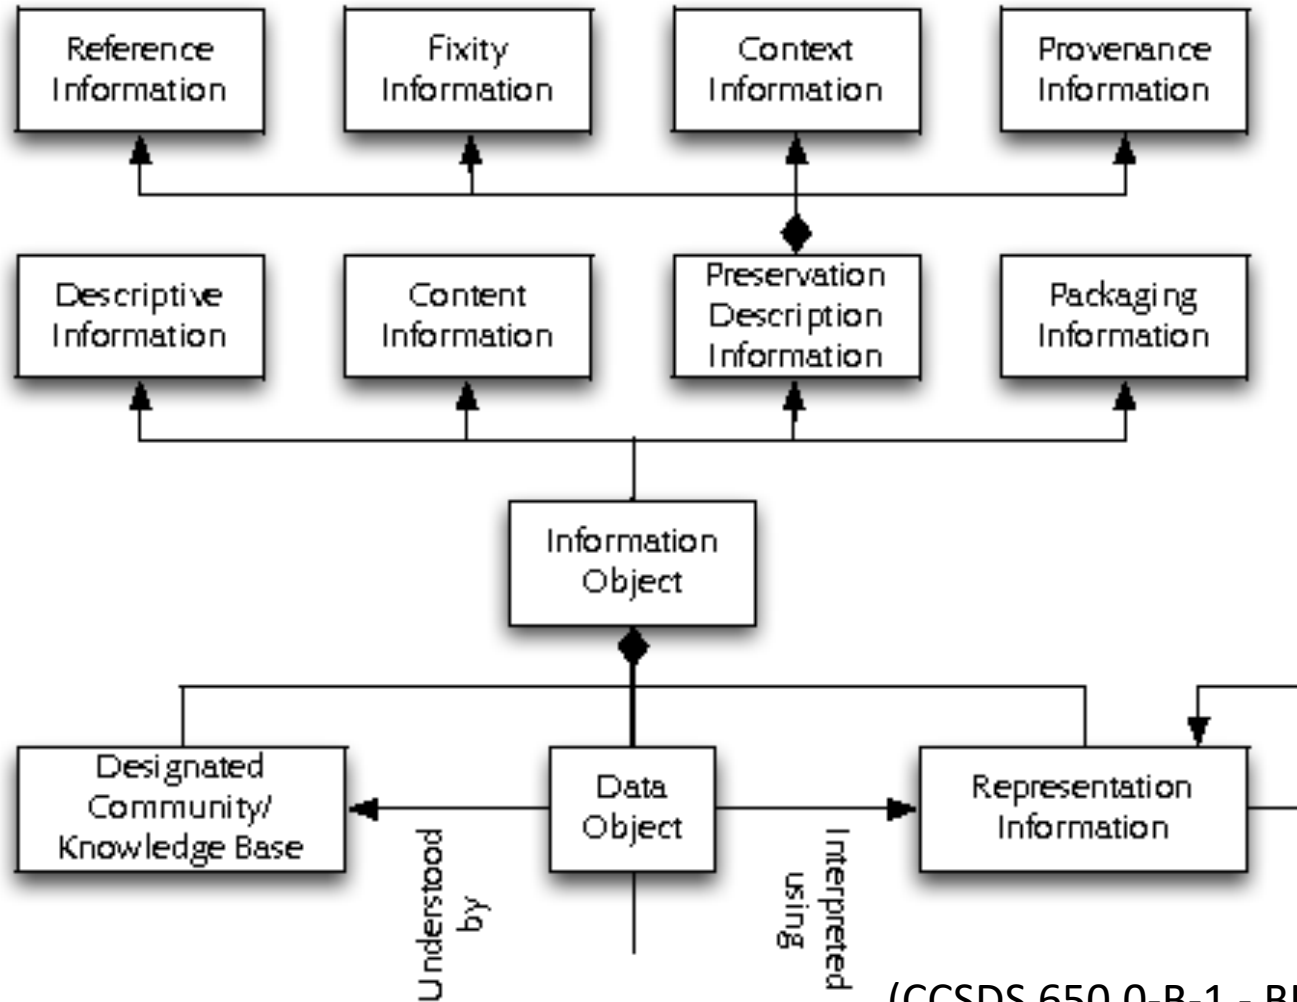 Reference
Information
Fixity
Information
Context
Information
Provenance
Information
Descriptive
Information
Content
Information
Preservation
Description
Information
Packaging
Information
Information
Object
Designated
Community/
Knowledge Base
Data
Object
Representation
Information
Understood
by
Interpreted
using
(CCSDS 650.0-B-1 -